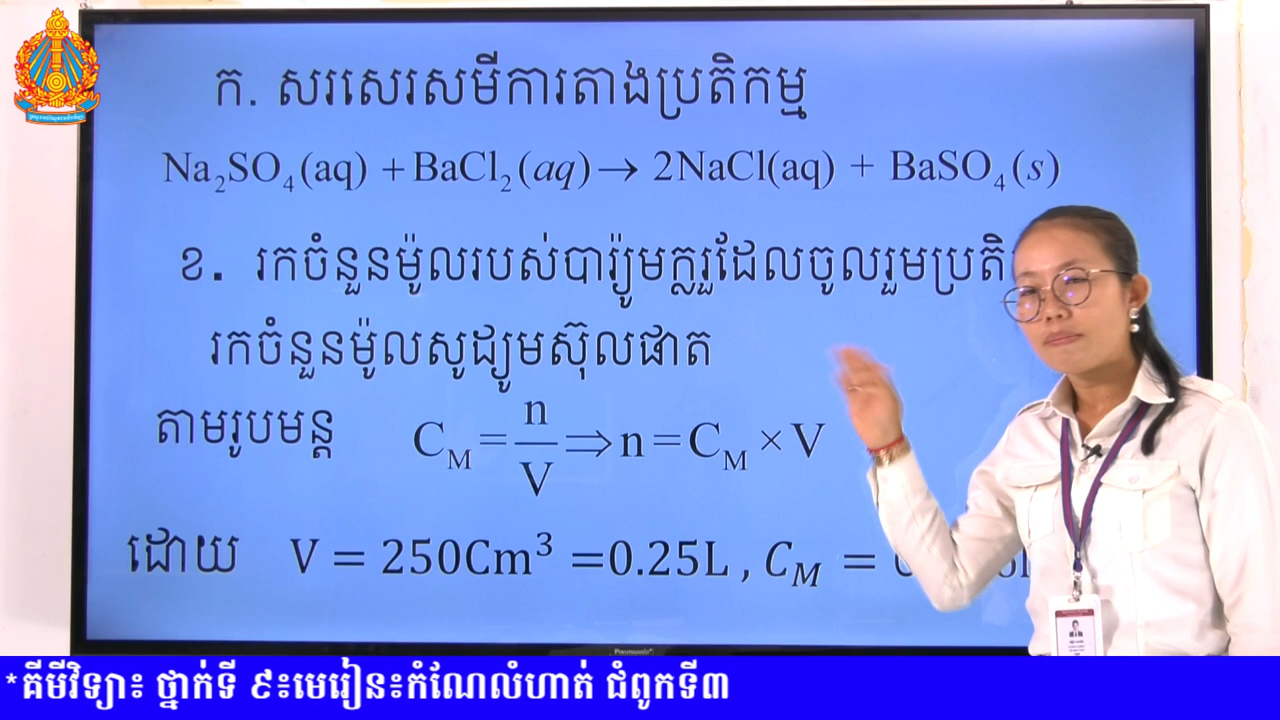 ក. សរសេរសមីការតាងប្រតិកម្ម
Na₂SO₄(aq) +BaCl₂(aq)→ 2NaCl(aq) + BaSO₄(s)
ខ. រកចំនួនម៉ូលរបស់បារ្យ៉ូមក្លរួដែលចូលរួមប្រតិ
រកចំនួនម៉ូលសូដ្យូមស៊ុលផាត
តាមរូបមន្ត C_M = n/V ⇒ n = C_M × V
ដោយ V = 250Cm³ =0.25L , C_M =
*គីមីវិទ្យា៖ ថ្នាក់ទី ៩៖មេរៀន៖កំណែលំហាត់ ជំពូកទី៣